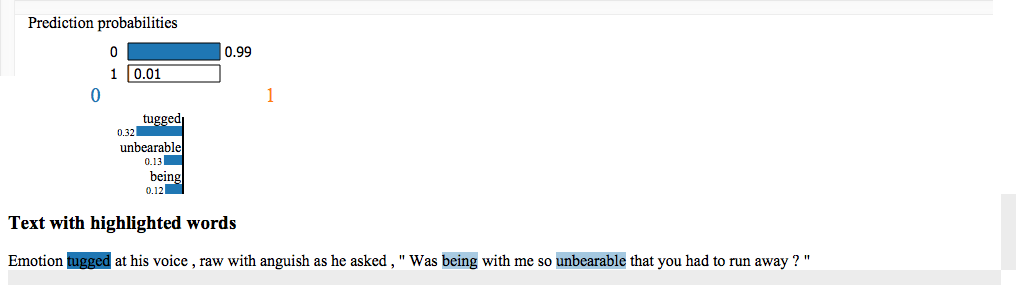 Prediction probabilities
0 0.99
1 0.01
0 1
tugged
0.32
unbearable
0.13
being
0.12
Text with highlighted words
Emotion tugged at his voice , raw with anguish as he asked , " Was being with me so unbearable that you had to run away ? "